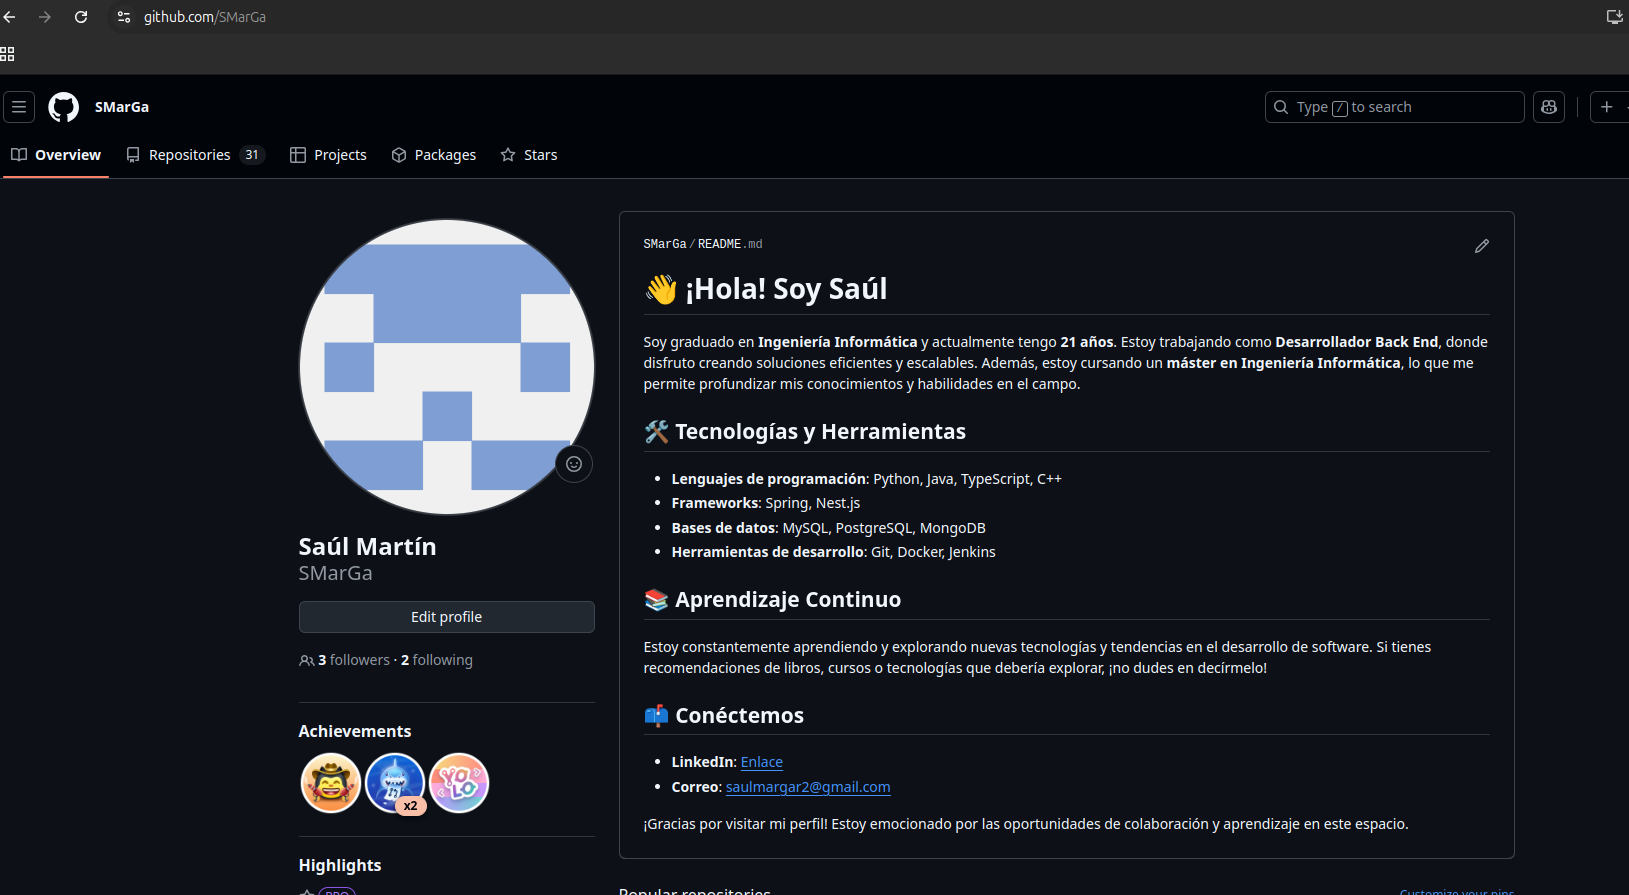 github.com/SMarGa
SMarGa
Type / to search
Overview
Repositories 31
Projects
Packages
Stars
SMarGa/README.md
👋 ¡Hola! Soy Saúl
Soy graduado en Ingeniería Informática y actualmente tengo 21 años. Estoy trabajando como Desarrollador Back End, donde
disfruto creando soluciones eficientes y escalables. Además, estoy cursando un máster en Ingeniería Informática, lo que me
permite profundizar mis conocimientos y habilidades en el campo.
🛠️ Tecnologías y Herramientas
• Lenguajes de programación: Python, Java, TypeScript, C++
• Frameworks: Spring, Nest.js
• Bases de datos: MySQL, PostgreSQL, MongoDB
• Herramientas de desarrollo: Git, Docker, Jenkins
📚 Aprendizaje Continuo
Estoy constantemente aprendiendo y explorando nuevas tecnologías y tendencias en el desarrollo de software. Si tienes
recomendaciones de libros, cursos o tecnologías que debería explorar, ¡no dudes en decírmelo!
📫 Conéctemos
• LinkedIn: Enlace
• Correo: saulmargar2@gmail.com
¡Gracias por visitar mi perfil! Estoy emocionado por las oportunidades de colaboración y aprendizaje en este espacio.
Saúl Martín
SMarGa
Edit profile
3 followers · 2 following
Achievements
x2
YOLO
Highlights
PRO
Popular repositories
Customize your pins